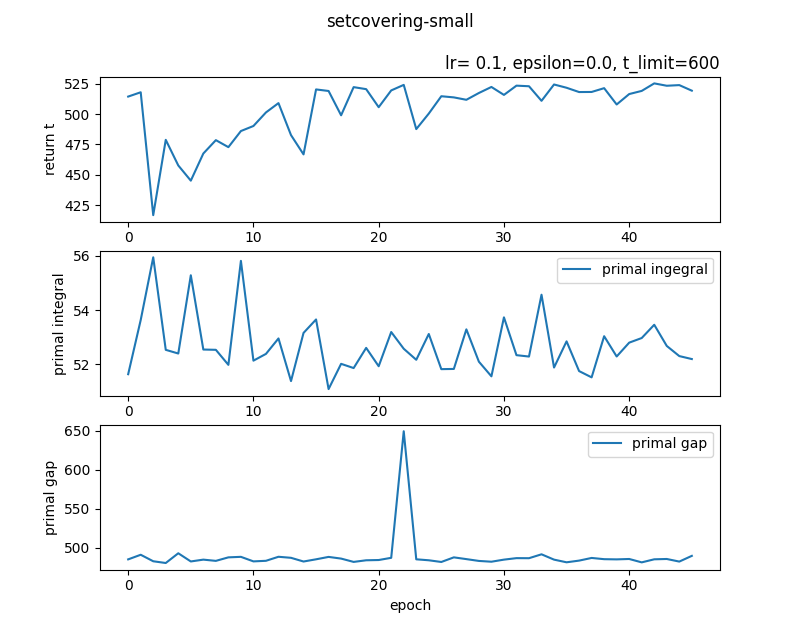 setcovering-small
lr= 0.1, epsilon=0.0, t_limit=600
525
500
475
450
425
return t
0 10 20 30 40
56
54
52
primal integral
primal ingegral
0 10 20 30 40
650
600
550
500
primal gap
primal gap
0 10 20 30 40
epoch